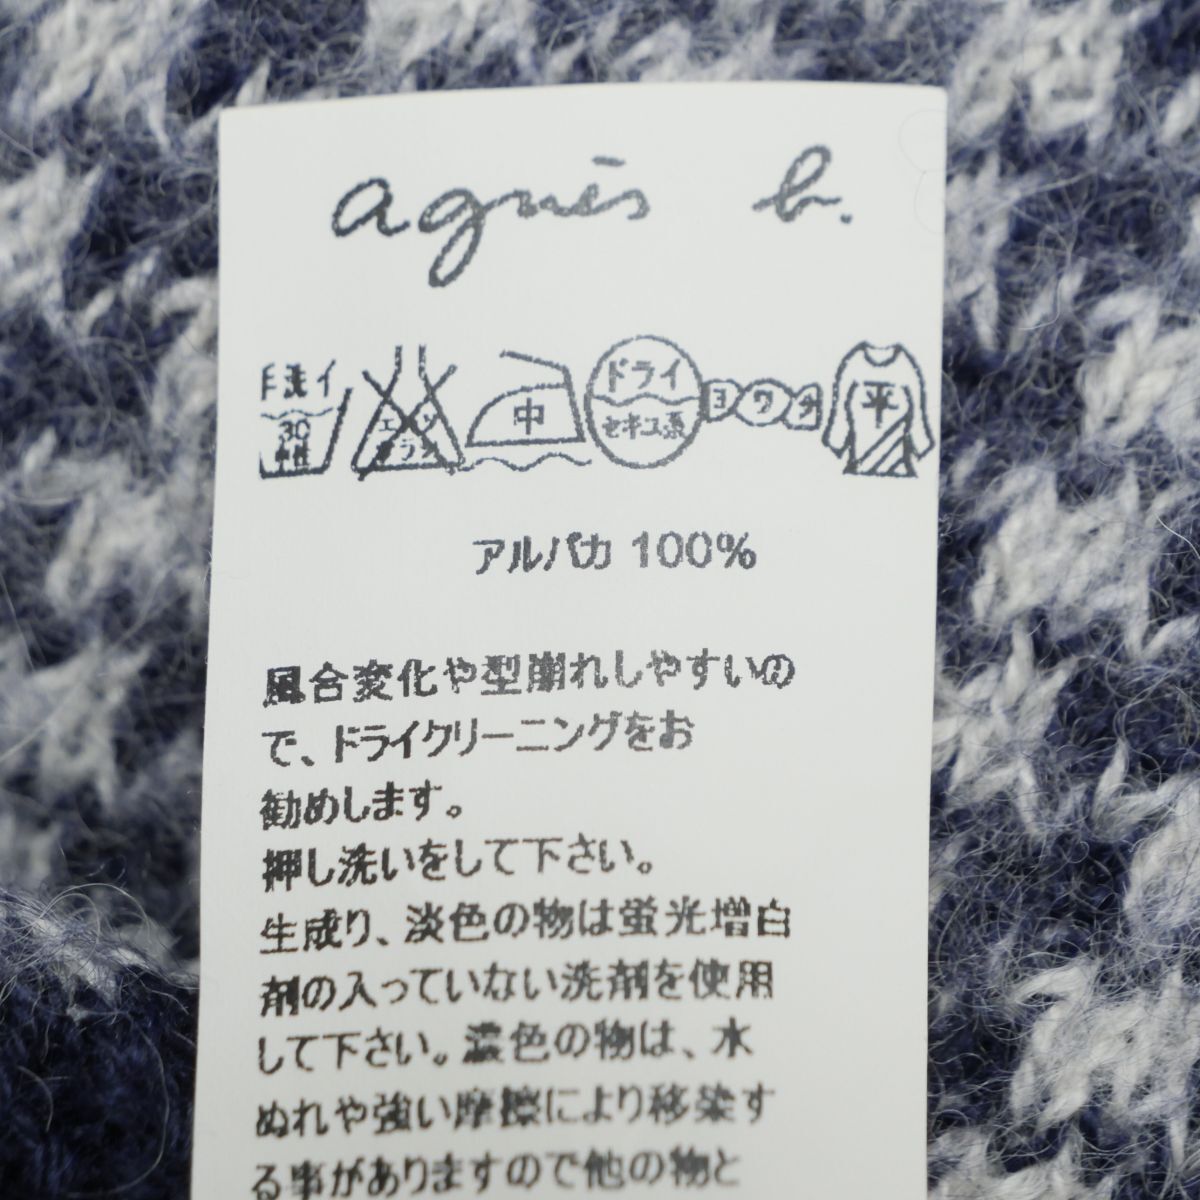 agnès b.
手洗イ 30 中性 エンソ サラシ 中 ドライ セキユ系 ヨワク 平
アルパカ 100%
風合変化や型崩れしやすいの
で、ドライクリーニングをお
勧めします。
押し洗いをして下さい。
生成り、淡色の物は蛍光増白
剤の入っていない洗剤を使用
して下さい。濃色の物は、水
ぬれや強い摩擦により移染す
る事がありますので他の物と